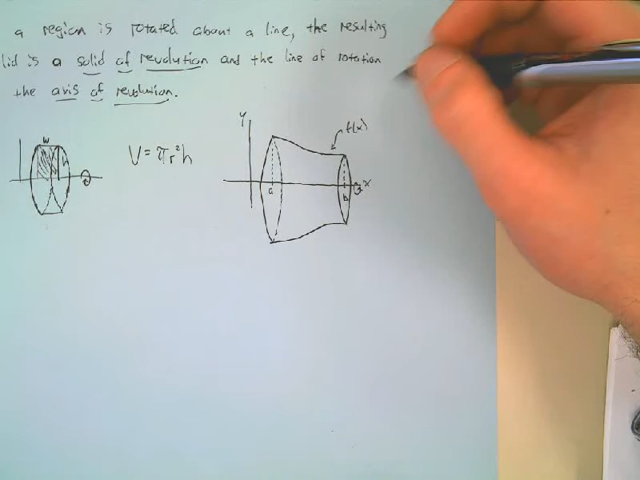 a region is rotated about a line, the resulting
lid is a solid of revolution and the line of rotation
the axis of revolution.
w
h
V = πr²h
y
f(x)
a
b
x